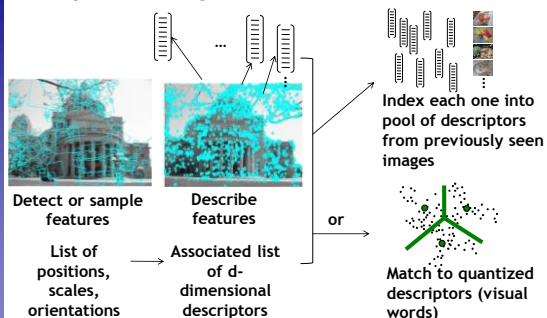 ...
Detect or sample
features
List of
positions,
scales,
orientations
Describe
features
Associated list
of d-
dimensional
descriptors
or
Index each one into
pool of descriptors
from previously seen
images
Match to quantized
descriptors (visual
words)